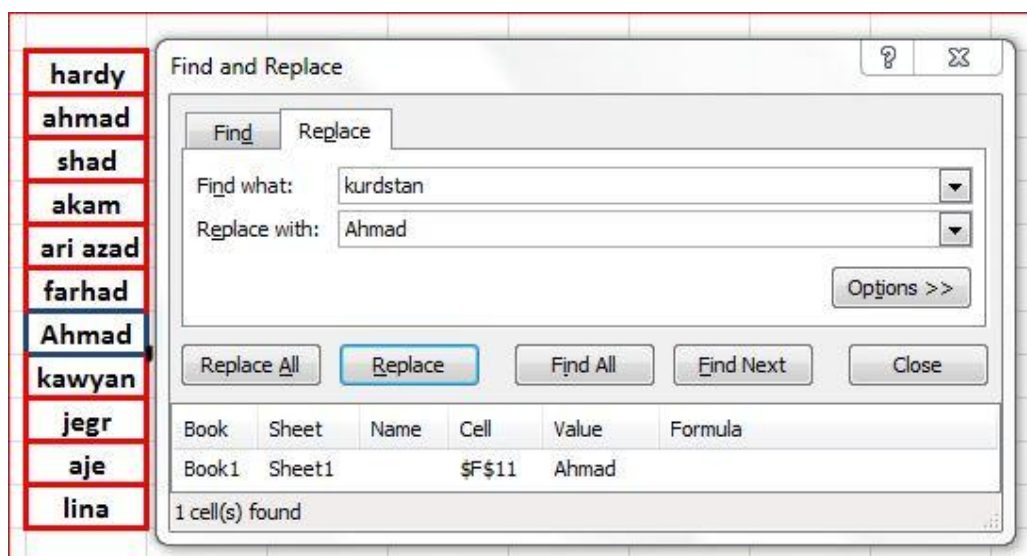 hardy
ahmad
shad
akam
ari azad
farhad
Ahmad
kawyan
jegr
aje
lina
Find and Replace
Find Replace
Find what: kurdstan
Replace with: Ahmad
Options >>
Replace All Replace Find All Find Next Close
Book Sheet Name Cell Value Formula
Book1 Sheet1 $F$11 Ahmad
1 cell(s) found